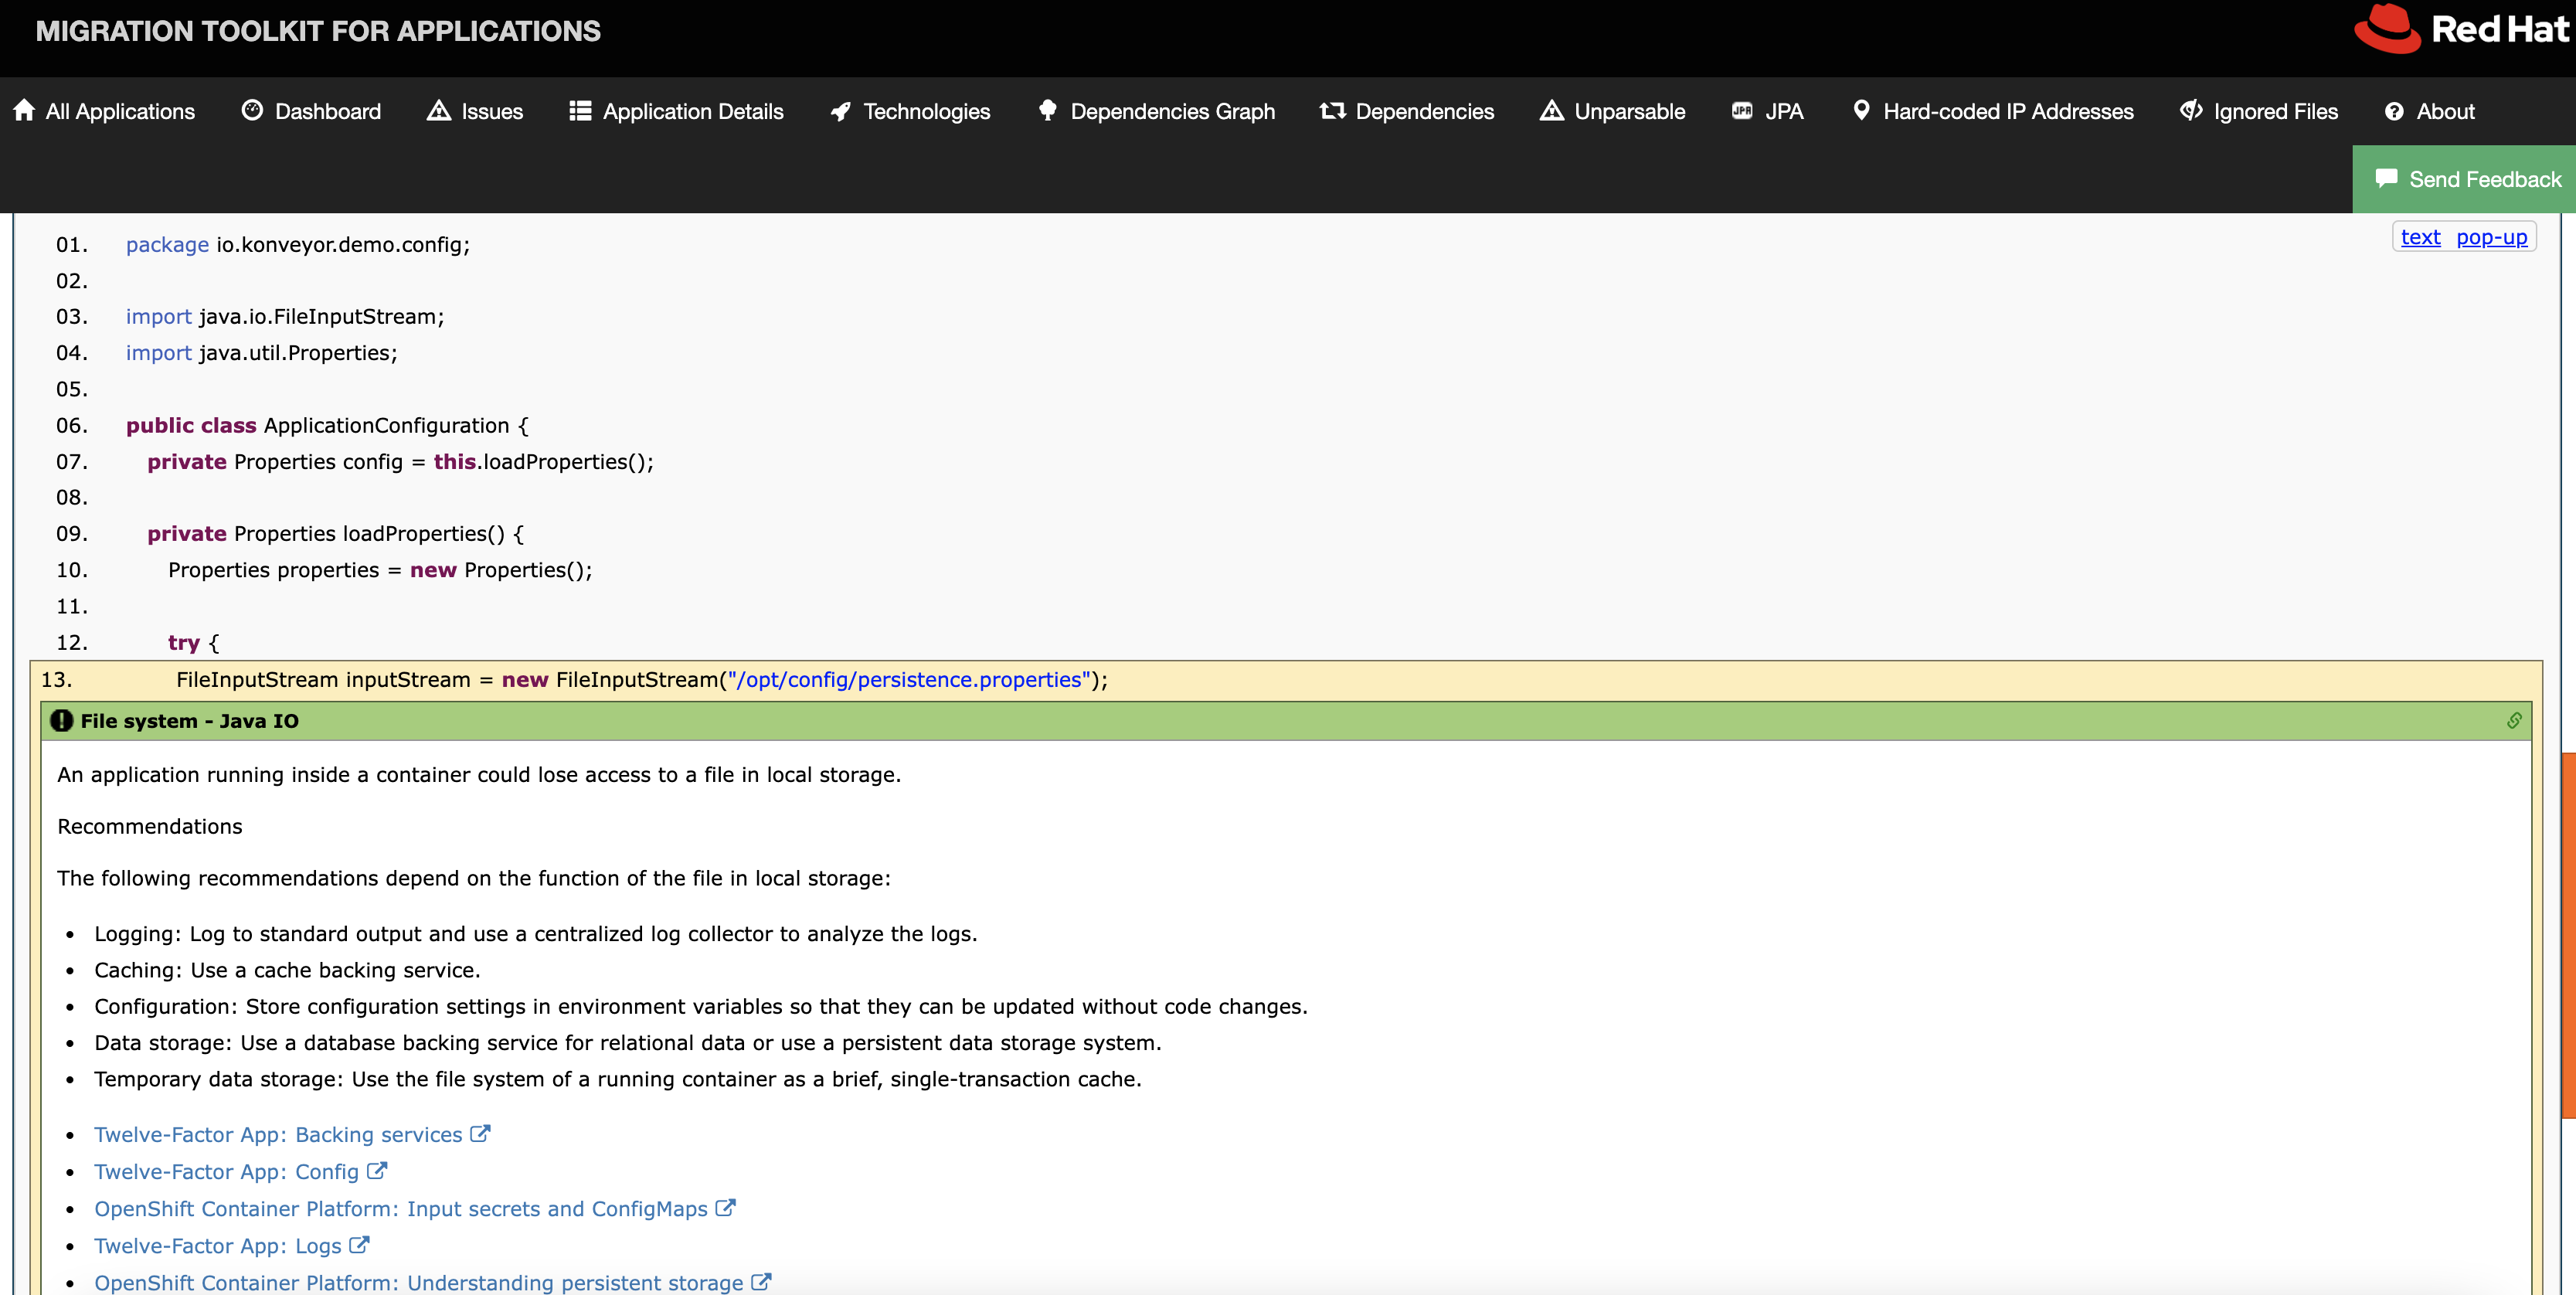 MIGRATION TOOLKIT FOR APPLICATIONS
Red Hat
All Applications Dashboard Issues Application Details Technologies Dependencies Graph Dependencies Unparsable JPA JPA Hard-coded IP Addresses Ignored Files About
Send Feedback
text pop-up
01. package io.konveyor.demo.config;
02.
03. import java.io.FileInputStream;
04. import java.util.Properties;
05.
06. public class ApplicationConfiguration {
07. private Properties config = this.loadProperties();
08.
09. private Properties loadProperties() {
10. Properties properties = new Properties();
11.
12. try {
13. FileInputStream inputStream = new FileInputStream("/opt/config/persistence.properties");
File system - Java IO
An application running inside a container could lose access to a file in local storage.
Recommendations
The following recommendations depend on the function of the file in local storage:
• Logging: Log to standard output and use a centralized log collector to analyze the logs.
• Caching: Use a cache backing service.
• Configuration: Store configuration settings in environment variables so that they can be updated without code changes.
• Data storage: Use a database backing service for relational data or use a persistent data storage system.
• Temporary data storage: Use the file system of a running container as a brief, single-transaction cache.
• Twelve-Factor App: Backing services
• Twelve-Factor App: Config
• OpenShift Container Platform: Input secrets and ConfigMaps
• Twelve-Factor App: Logs
• OpenShift Container Platform: Understanding persistent storage